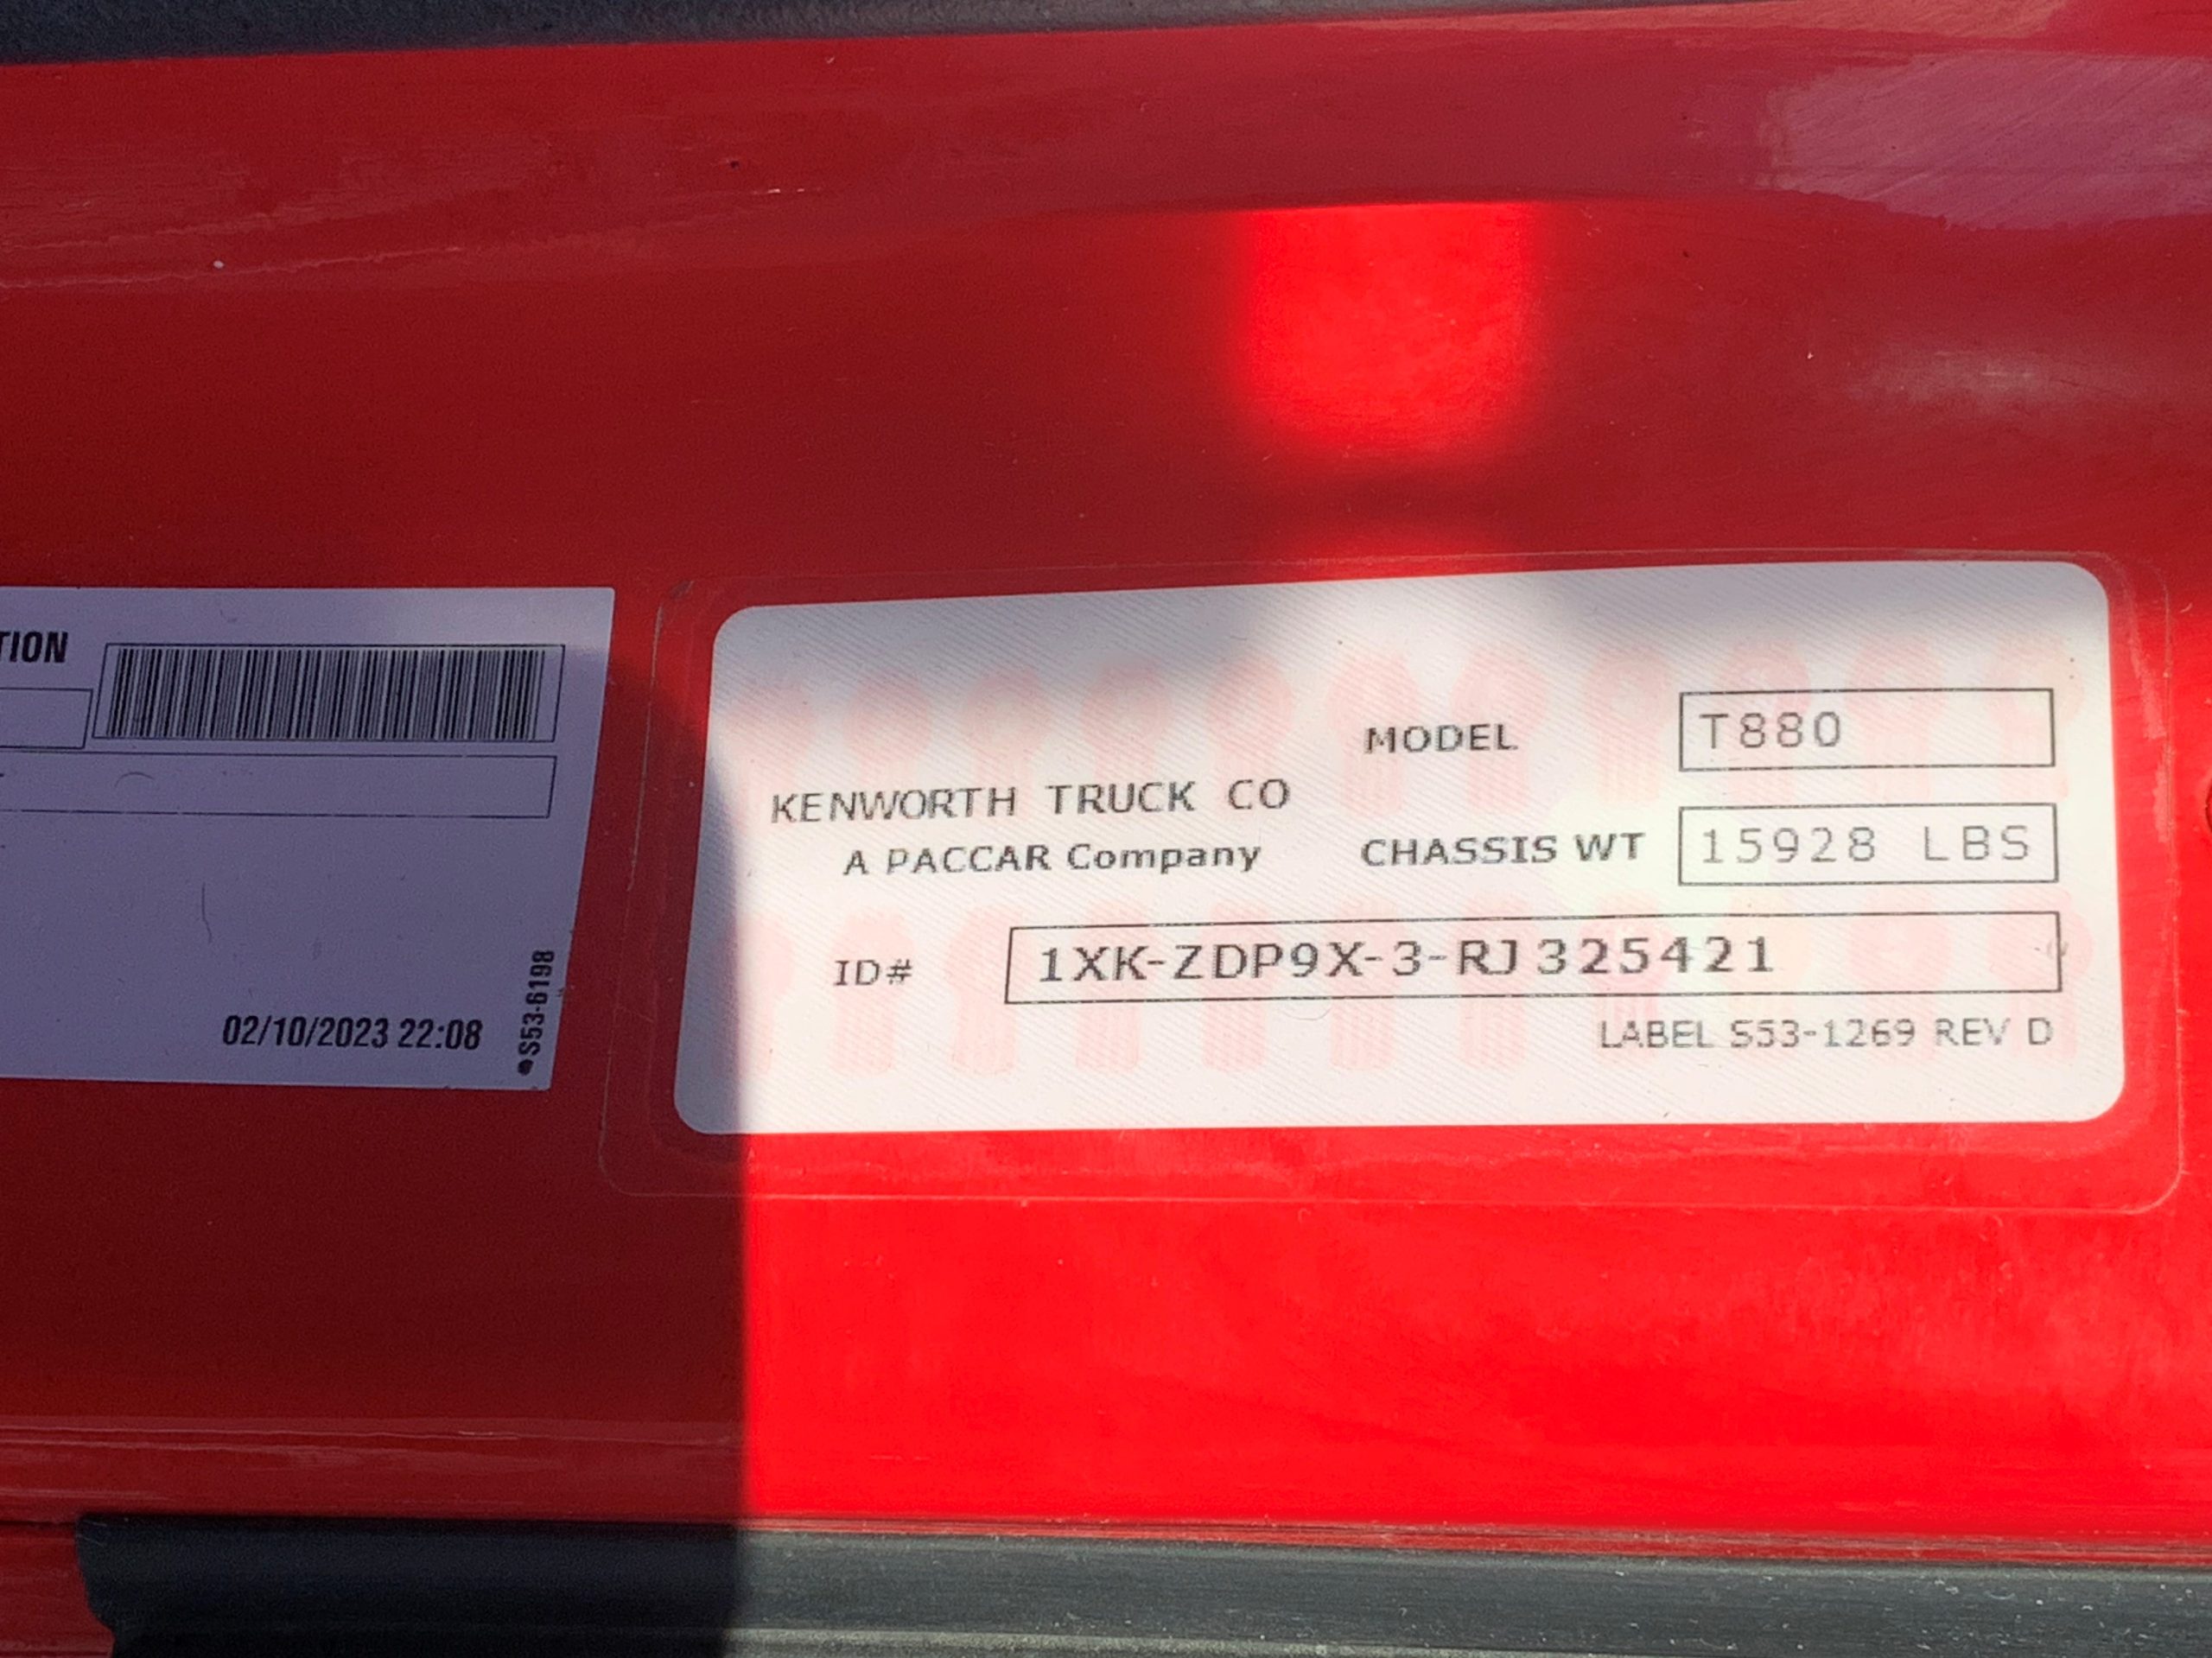 TION
02/10/2023 22:08
S53-6198
MODEL T880
KENWORTH TRUCK CO
A PACCAR Company
CHASSIS WT 15928 LBS
ID# 1XK-ZDP9X-3-RJ325421
LABEL S53-1269 REV D